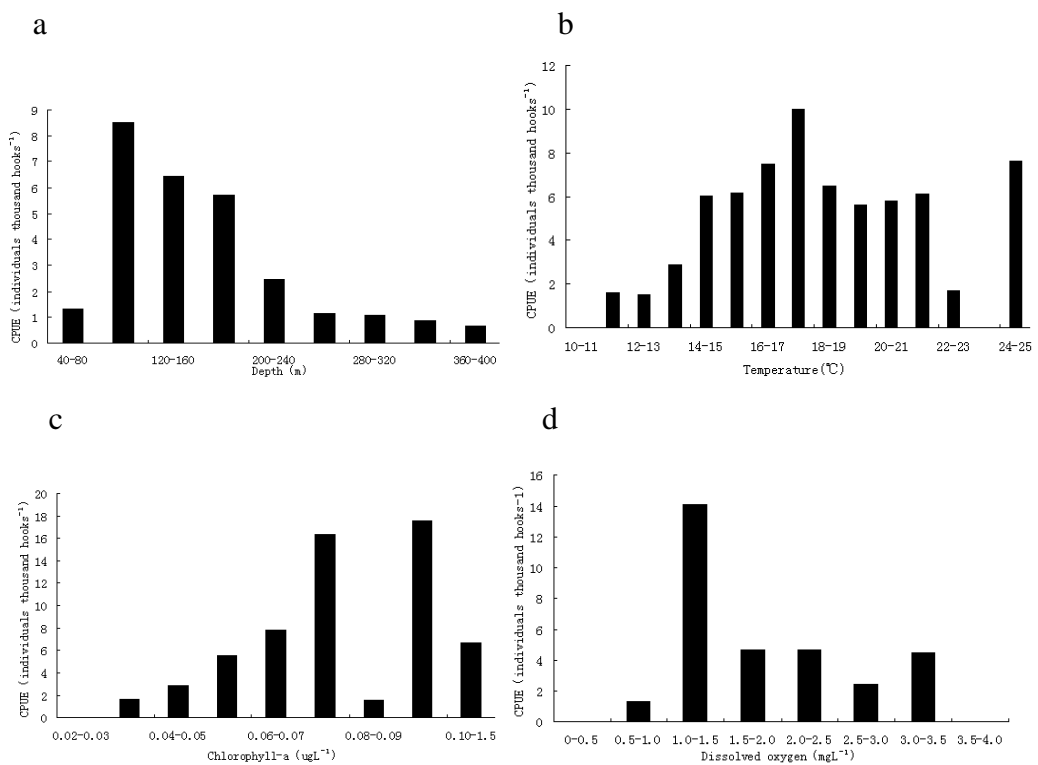 a
CPUE (individuals thousand hooks⁻¹)
9
8
7
6
5
4
3
2
1
0
40-80 120-160 200-240 280-320 360-400
Depth (m)
b
CPUE (individuals thousand hooks⁻¹)
12
10
8
6
4
2
0
10-11 12-13 14-15 16-17 18-19 20-21 22-23 24-25
Temperature(℃)
c
CPUE (individuals thousand hooks⁻¹)
20
18
16
14
12
10
8
6
4
2
0
0.02-0.03 0.04-0.05 0.06-0.07 0.08-0.09 0.10-1.5
Chlorophyll-a (ugL⁻¹)
d
CPUE (individuals thousand hooks-1)
16
14
12
10
8
6
4
2
0
0-0.5 0.5-1.0 1.0-1.5 1.5-2.0 2.0-2.5 2.5-3.0 3.0-3.5 3.5-4.0
Dissolved oxygen (mgL⁻¹)